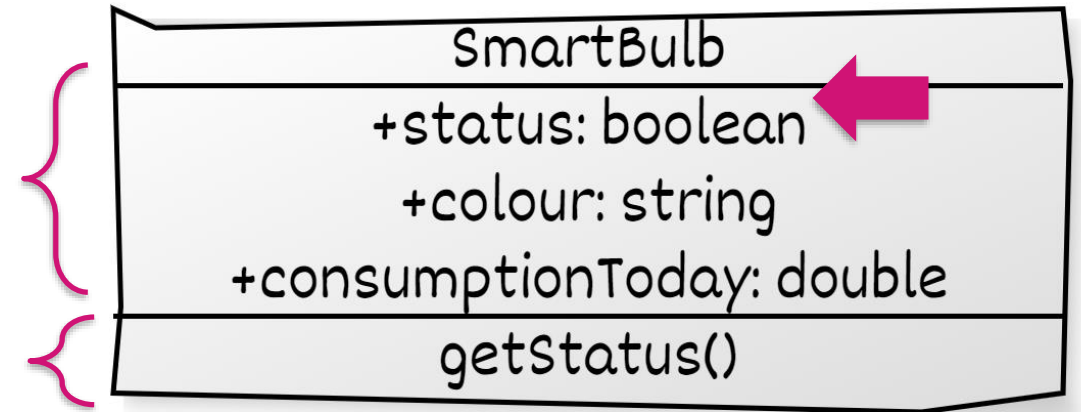 SmartBulb
+status: boolean
+colour: string
+consumptionToday: double
getStatus()